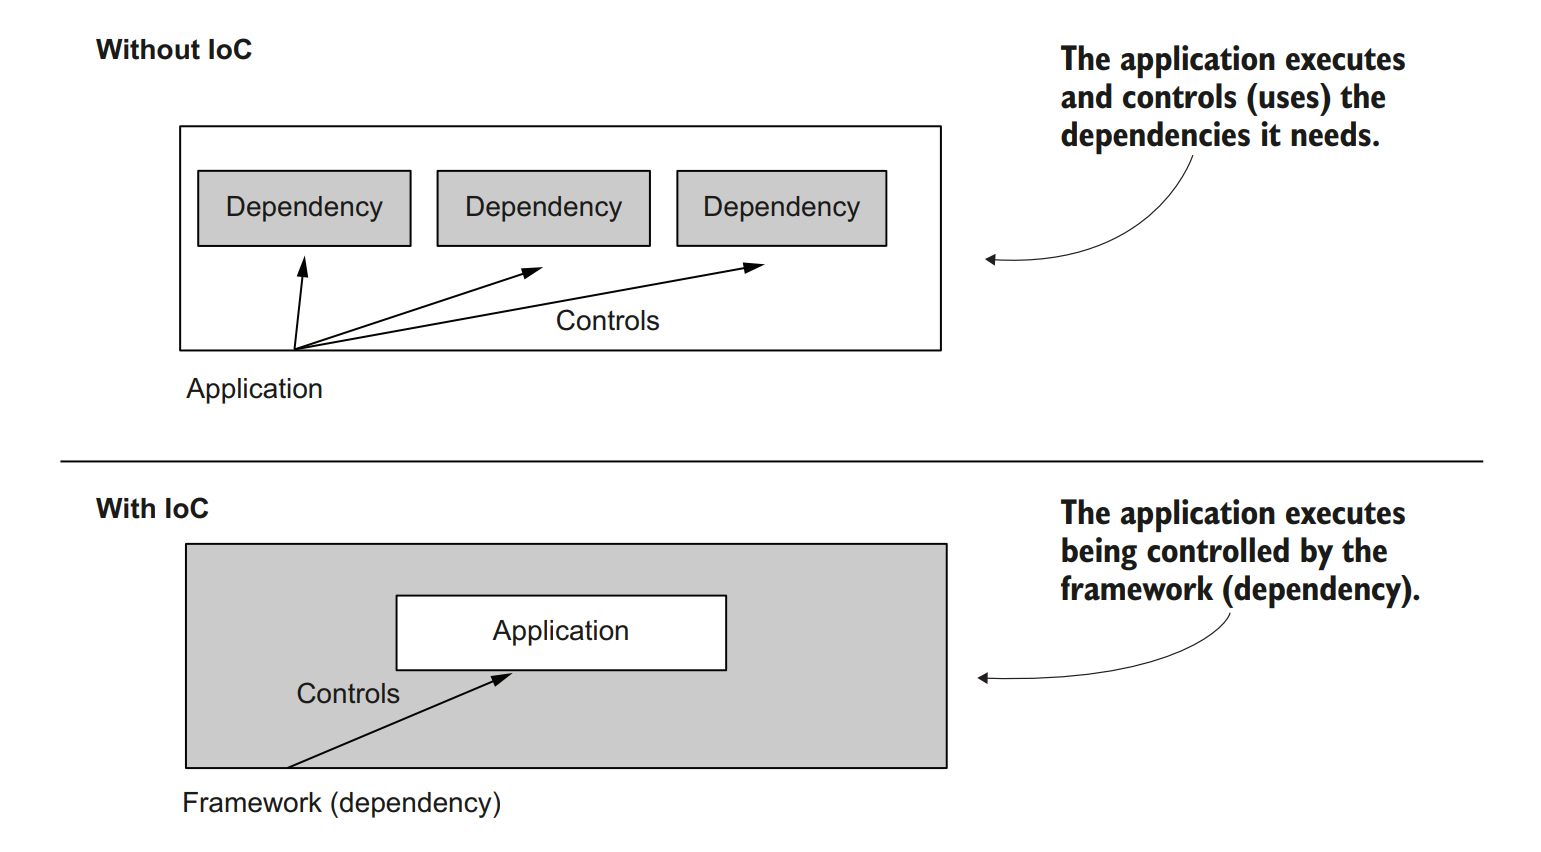 Without IoC
The application executes
and controls (uses) the
dependencies it needs.
Dependency
Dependency
Dependency
Controls
Application
With IoC
The application executes
being controlled by the
framework (dependency).
Application
Controls
Framework (dependency)